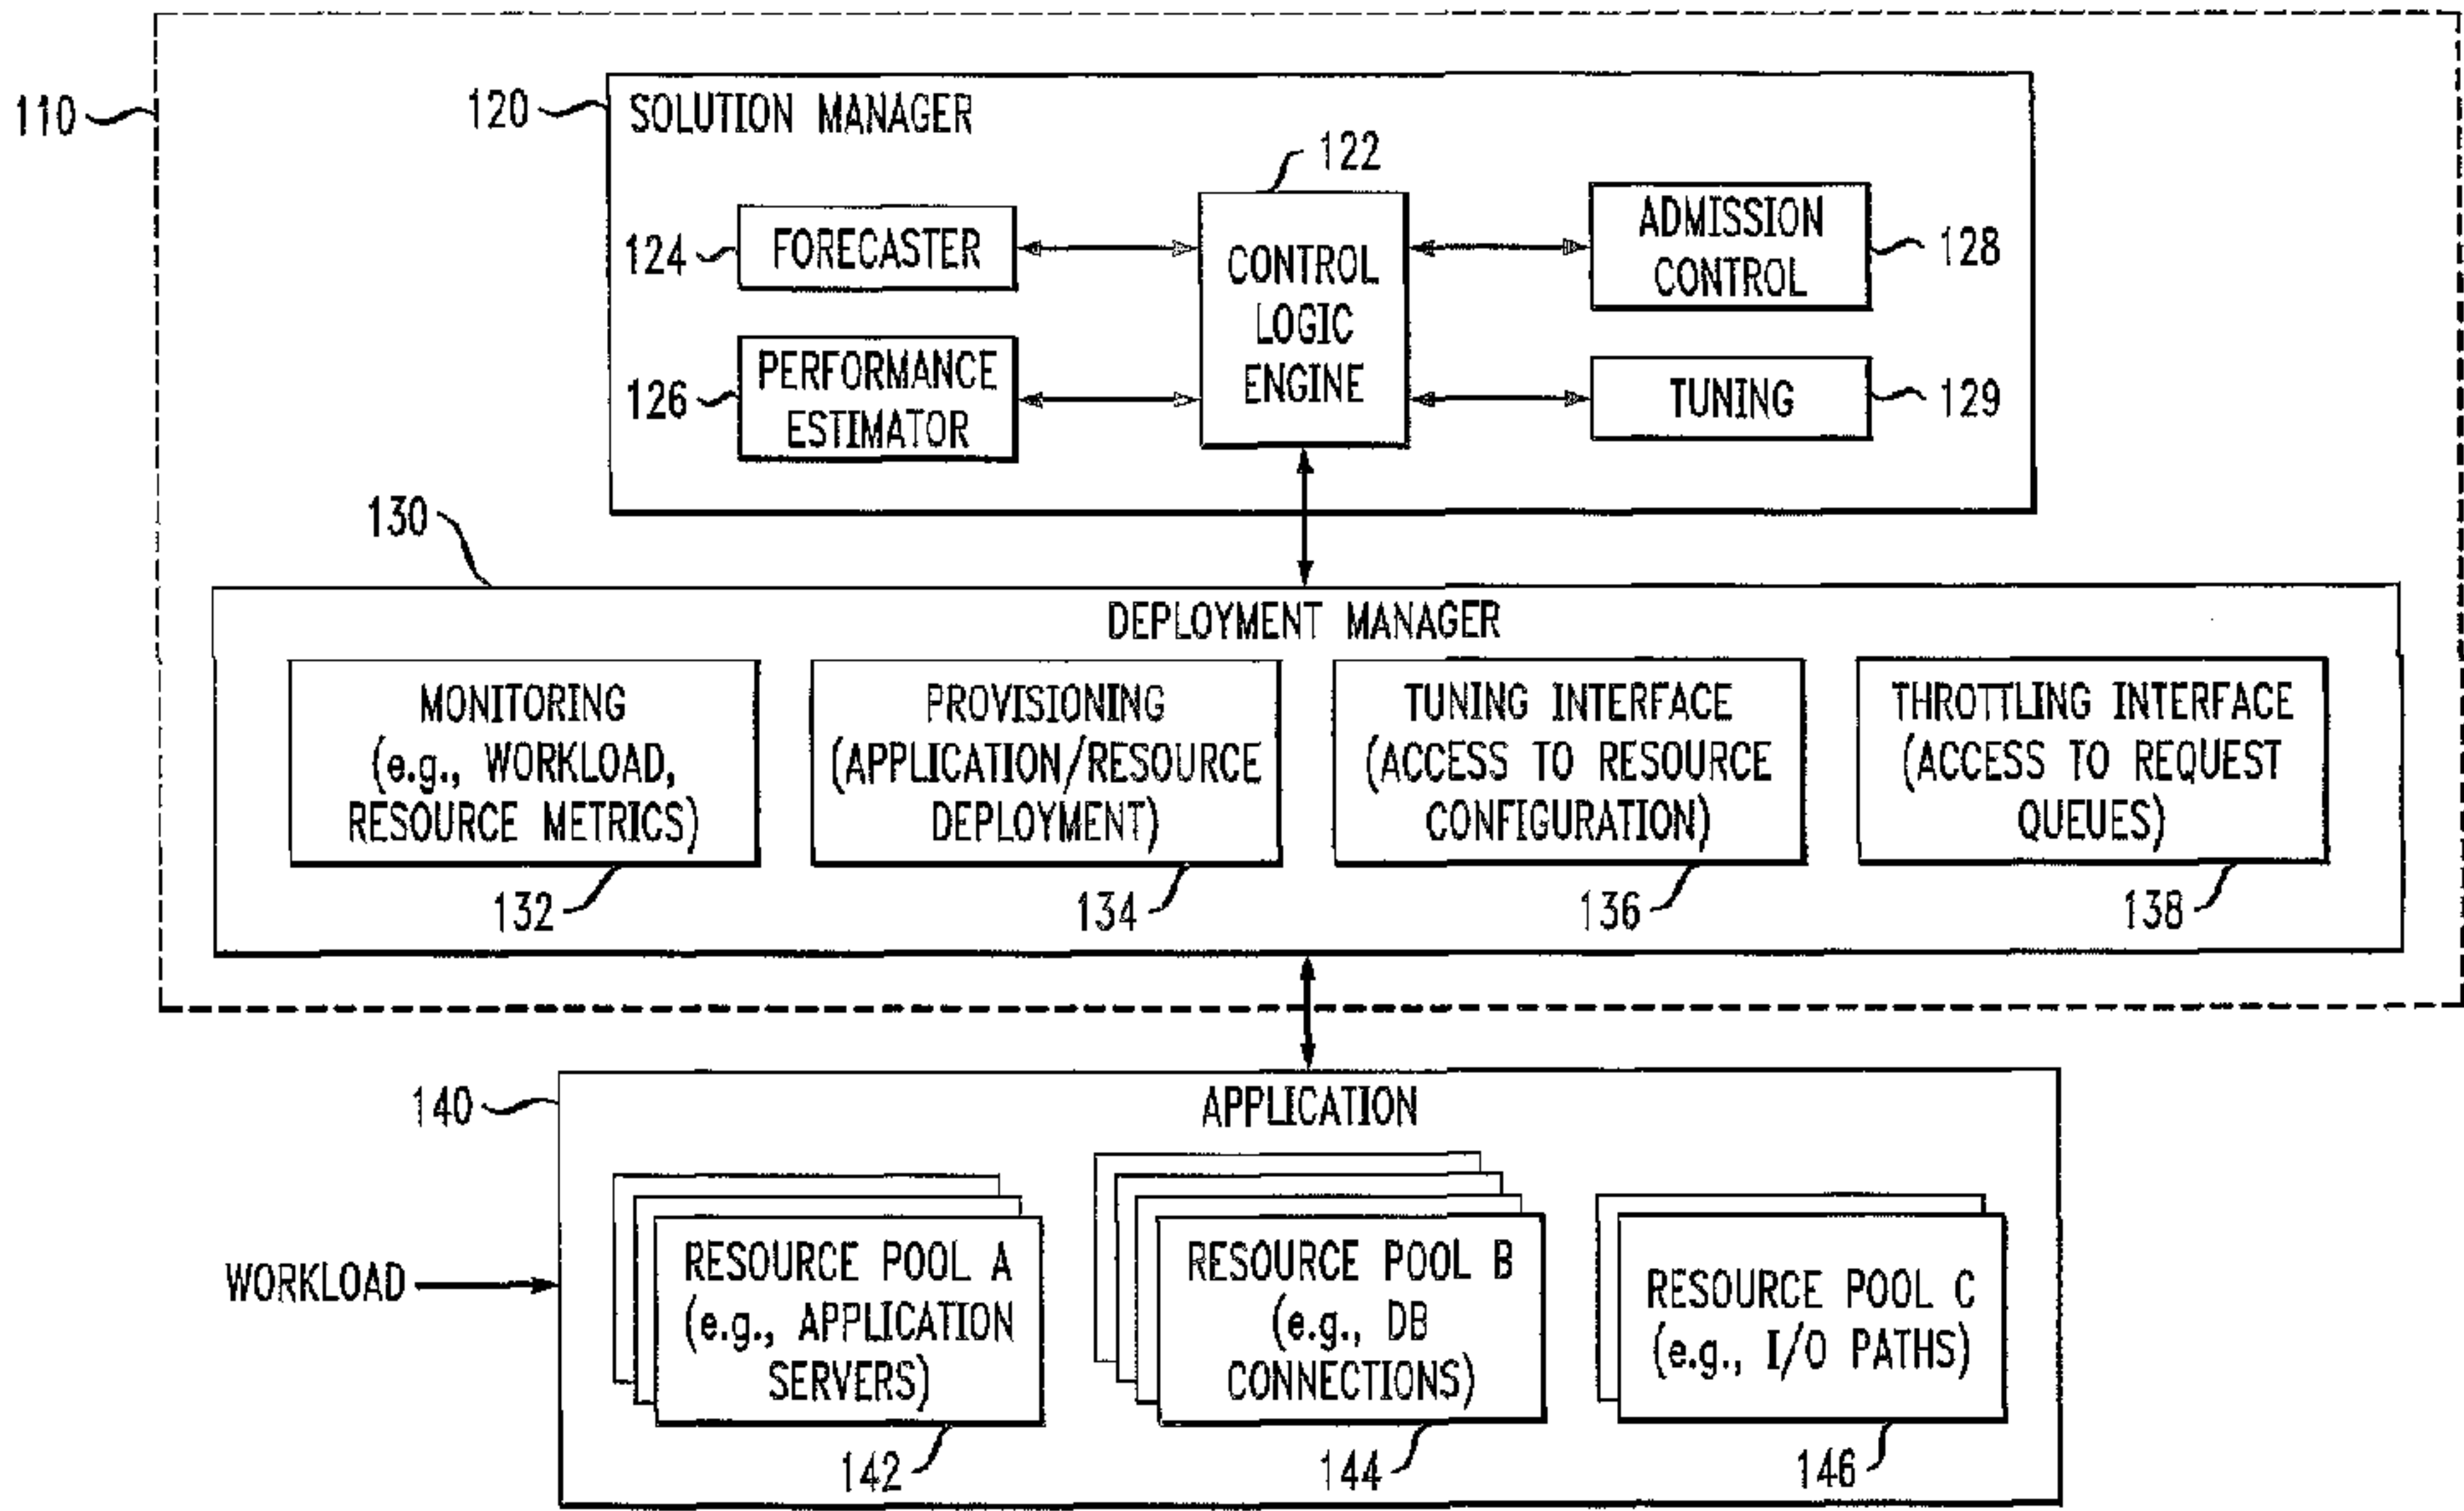 110
120
SOLUTION MANAGER
122
124
FORECASTER
CONTROL
LOGIC
ENGINE
ADMISSION
CONTROL
128
126
PERFORMANCE
ESTIMATOR
TUNING
129
130
DEPLOYMENT MANAGER
MONITORING
(e.g., WORKLOAD,
RESOURCE METRICS)
132
PROVISIONING
(APPLICATION/RESOURCE
DEPLOYMENT)
134
TUNING INTERFACE
(ACCESS TO RESOURCE
CONFIGURATION)
136
THROTTLING INTERFACE
(ACCESS TO REQUEST
QUEUES)
138
140
APPLICATION
WORKLOAD
RESOURCE POOL A
(e.g., APPLICATION
SERVERS)
142
RESOURCE POOL B
(e.g., DB
CONNECTIONS)
144
RESOURCE POOL C
(e.g., I/O PATHS)
146